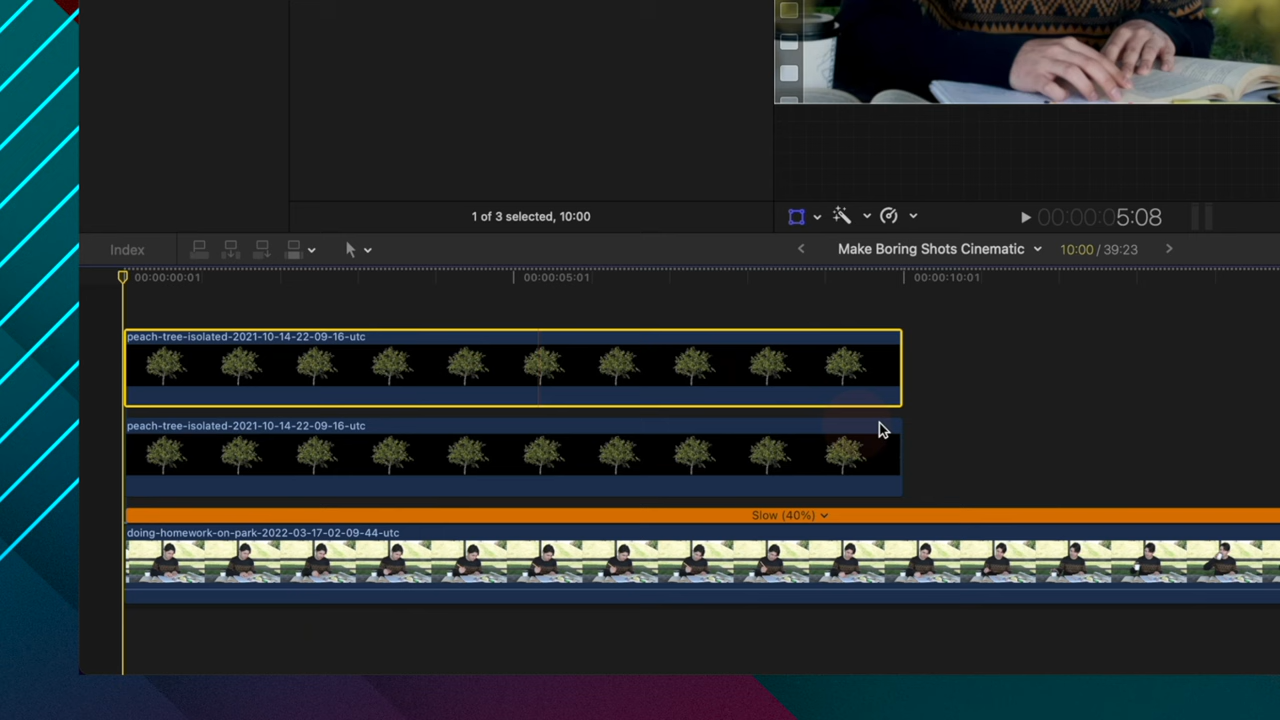 1 of 3 selected, 10:00
00:00:05:08
Index
Make Boring Shots Cinematic
10:00 / 39:23
00:00:00:01
00:00:05:01
00:00:10:01
peach-tree-isolated-2021-10-14-22-09-16-utc
peach-tree-isolated-2021-10-14-22-09-16-utc
Slow (40%)
doing-homework-on-park-2022-03-17-02-09-44-utc